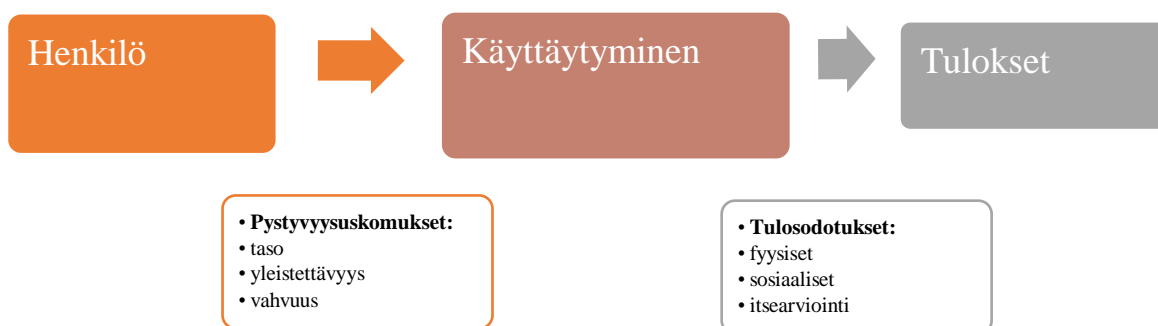 Henkilö
Käyttäytyminen
Tulokset
• Pystyvyysuskomukset:
• taso
• yleistettävyys
• vahvuus
• Tulosodotukset:
• fyysiset
• sosiaaliset
• itsearviointi